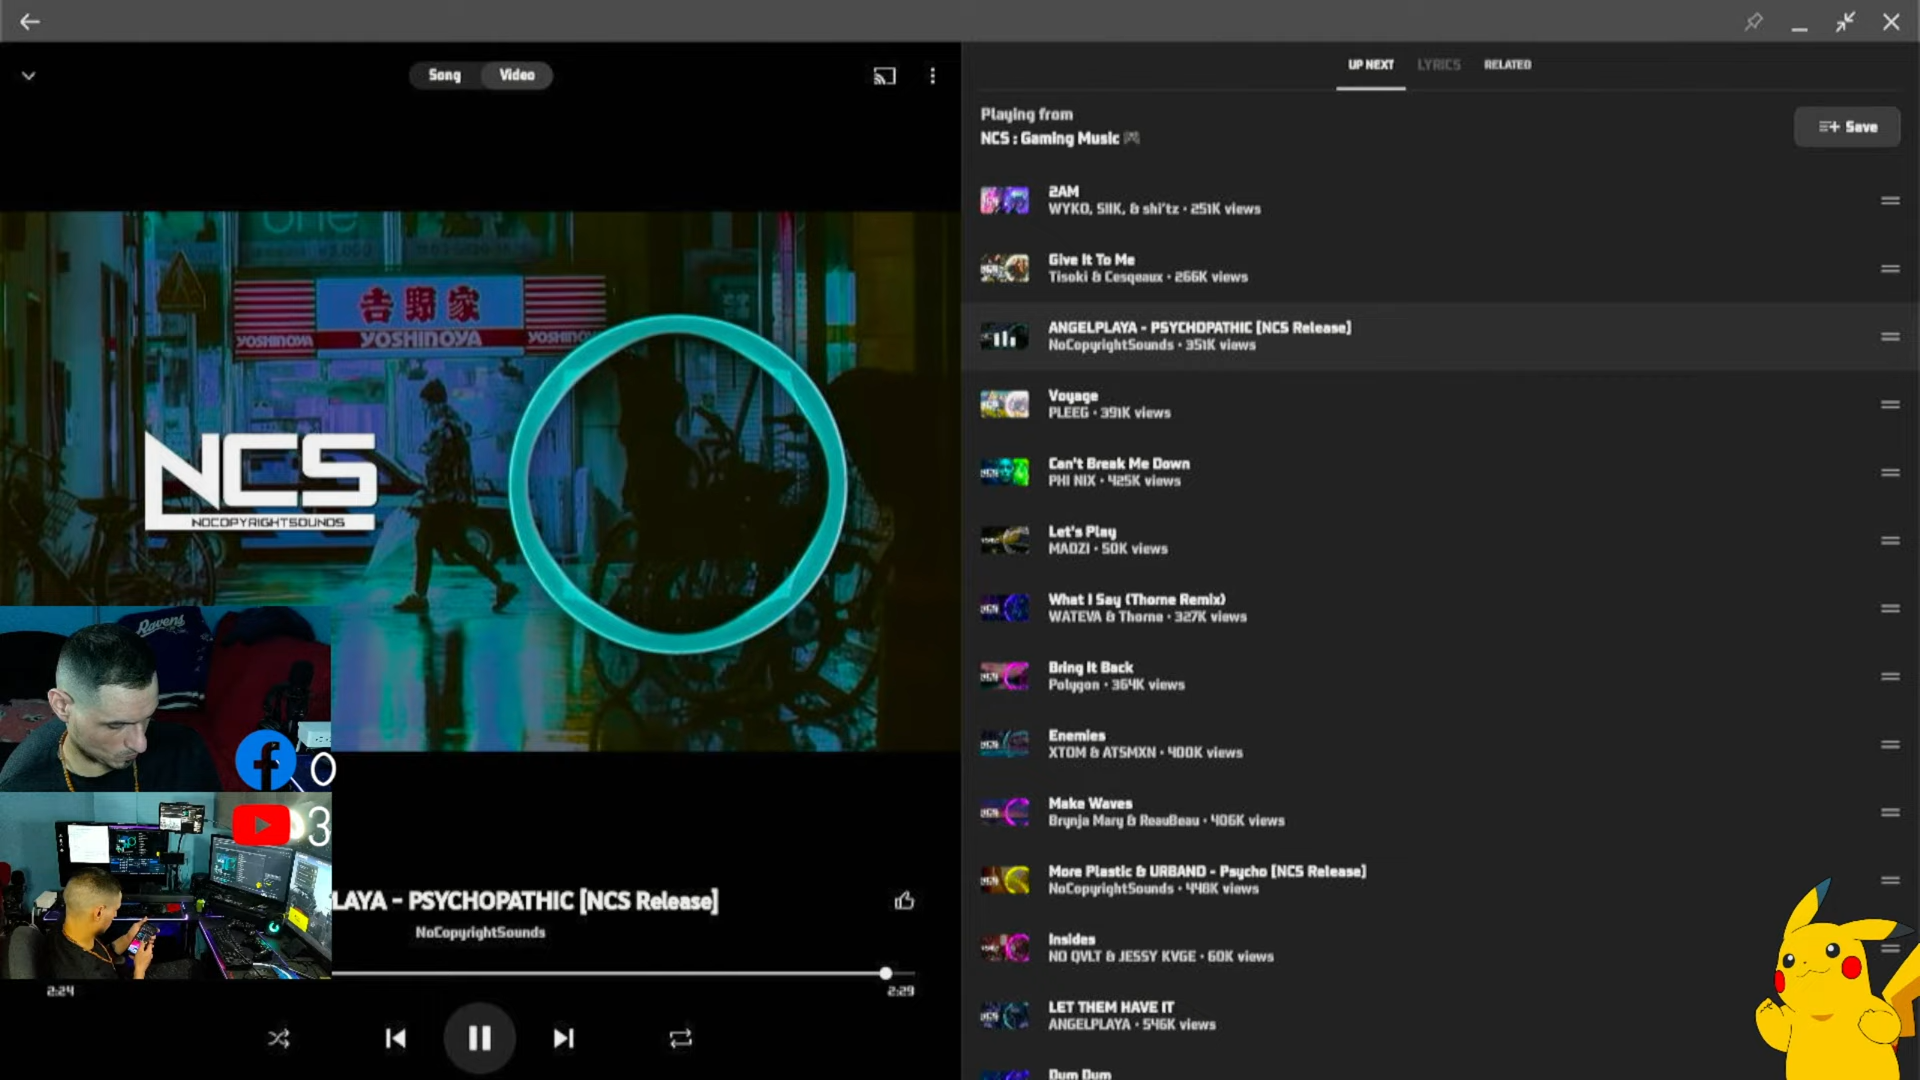 Song Video
one
吉野家
YOSHINOYA YOSHINOYA YOSHINOYA
NCS
NOCOPYRIGHTSOUNDS
Ravens
0
3
LAYA - PSYCHOPATHIC [NCS Release]
NoCopyrightSounds
2:24
2:29
UP NEXT LYRICS RELATED
Playing from
NCS : Gaming Music
Save
2AM
WYKO, SIIK, & shi'tz • 251K views
Give It To Me
Tisoki & Cesqeaux • 266K views
ANGELPLAYA - PSYCHOPATHIC [NCS Release]
NoCopyrightSounds • 351K views
Voyage
PLEEG • 391K views
Can't Break Me Down
PHI NIX • 425K views
Let's Play
MADZI • 50K views
What I Say (Thorne Remix)
WATEVA & Thorne • 327K views
Bring It Back
Polygon • 364K views
Enemies
XTOM & ATSMXN • 400K views
Make Waves
Brynja Mary & ReauBeau • 406K views
More Plastic & URBANO - Psycho [NCS Release]
NoCopyrightSounds • 448K views
Insides
NO QVLT & JESSY KVGE • 60K views
LET THEM HAVE IT
ANGELPLAYA • 546K views
Dum Dum